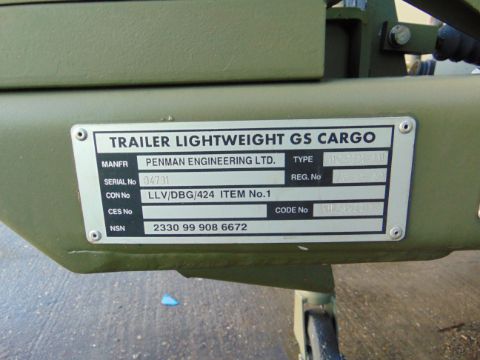 TRAILER LIGHTWEIGHT GS CARGO
MANFR PENMAN ENGINEERING LTD. TYPE
SERIAL No 04791 REG. No
CON No LLV/DBG/424 ITEM No.1
CES No CODE No
NSN 2330 99 908 6672